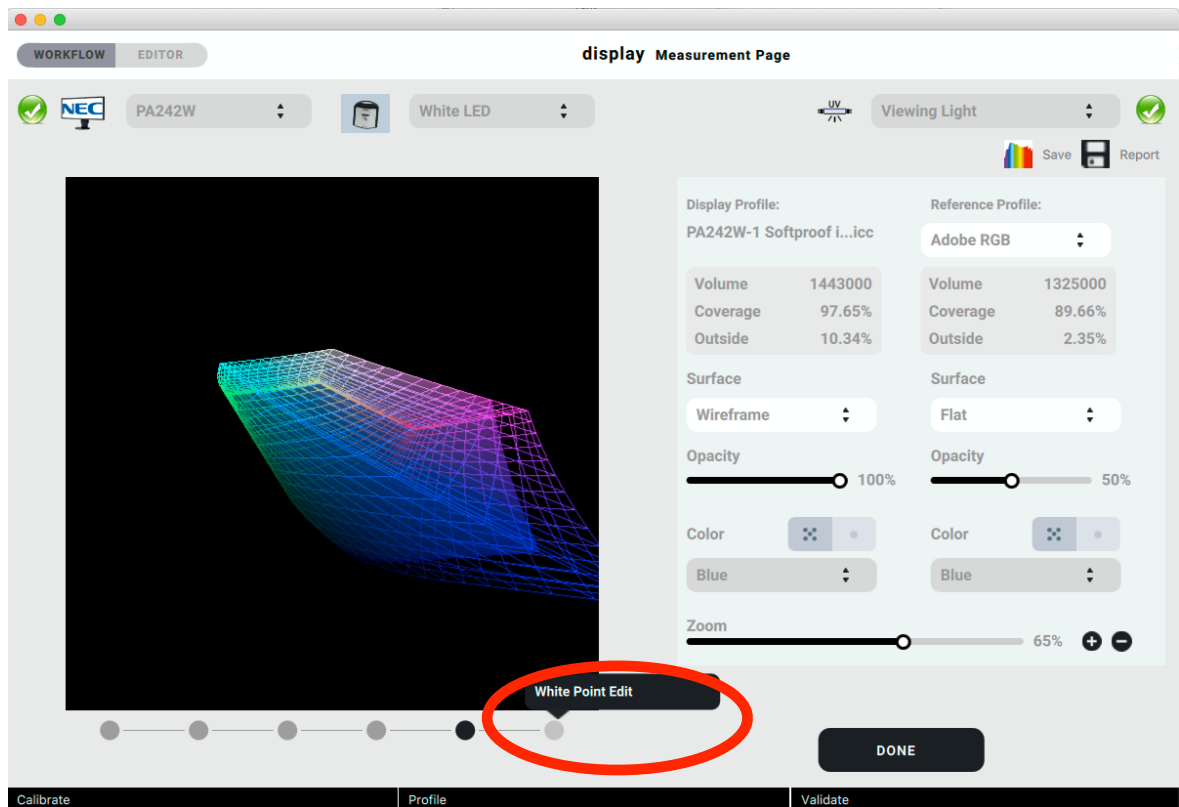 WORKFLOW EDITOR display Measurement Page
NEC PA242W White LED UV Viewing Light
Save Report
Display Profile: Reference Profile:
PA242W-1 Softproof i...icc Adobe RGB
Volume 1443000 Volume 1325000
Coverage 97.65% Coverage 89.66%
Outside 10.34% Outside 2.35%
Surface Surface
Wireframe Flat
Opacity Opacity
100% 50%
Color Color
Blue Blue
Zoom
65%
White Point Edit
DONE
Calibrate Profile Validate